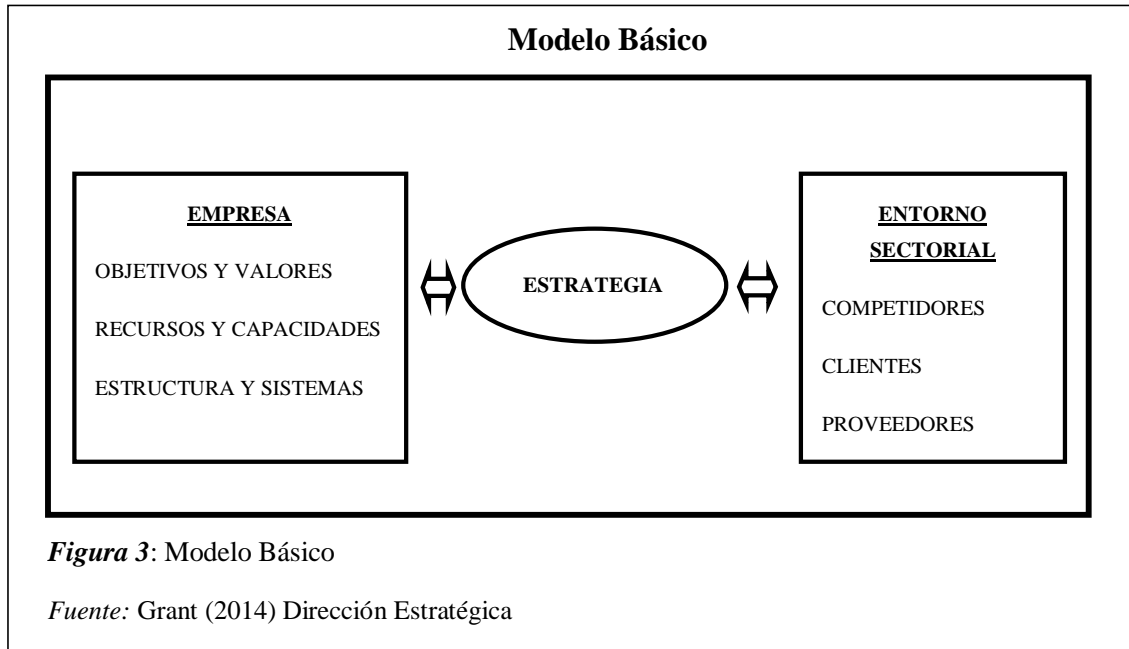 Modelo Básico
EMPRESA
OBJETIVOS Y VALORES
RECURSOS Y CAPACIDADES
ESTRUCTURA Y SISTEMAS
ESTRATEGIA
ENTORNO
SECTORIAL
COMPETIDORES
CLIENTES
PROVEEDORES
Figura 3: Modelo Básico
Fuente: Grant (2014) Dirección Estratégica